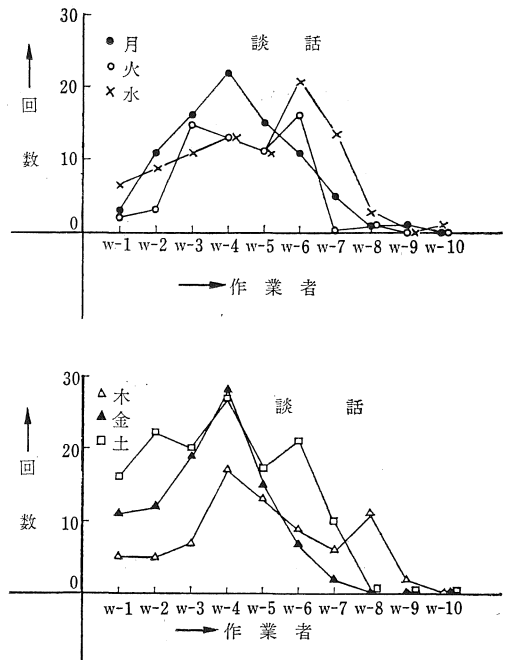 30
● 月
談 話
○ 火
× 水
20
回
数
10
0
w-1 w-2 w-3 w-4 w-5 w-6 w-7 w-8 w-9 w-10
→ 作 業 者
30
△ 木
▲ 金
談 話
□ 土
20
回
数
10
0
w-1 w-2 w-3 w-4 w-5 w-6 w-7 w-8 w-9 w-10
→ 作 業 者